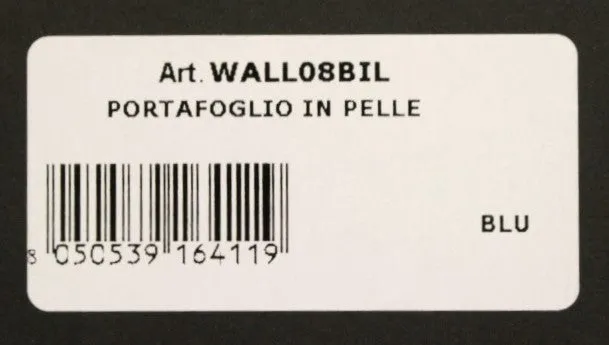 Art. WALL08BIL
PORTAFOGLIO IN PELLE
BLU
8 050539 164119